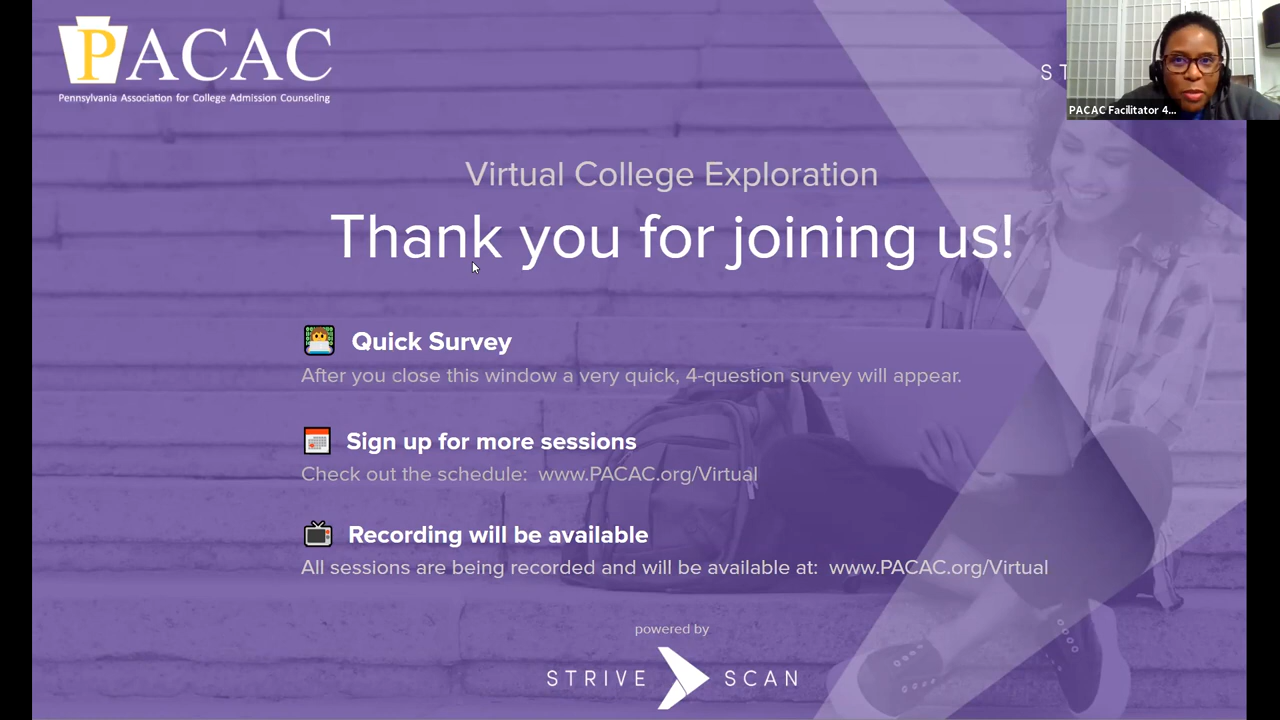 PACAC
Pennsylvania Association for College Admission Counseling
ST
PACAC Facilitator 4...
Virtual College Exploration
Thank you for joining us!
Quick Survey
After you close this window a very quick, 4-question survey will appear.
Sign up for more sessions
Check out the schedule: www.PACAC.org/Virtual
Recording will be available
All sessions are being recorded and will be available at: www.PACAC.org/Virtual
powered by
STRIVE SCAN